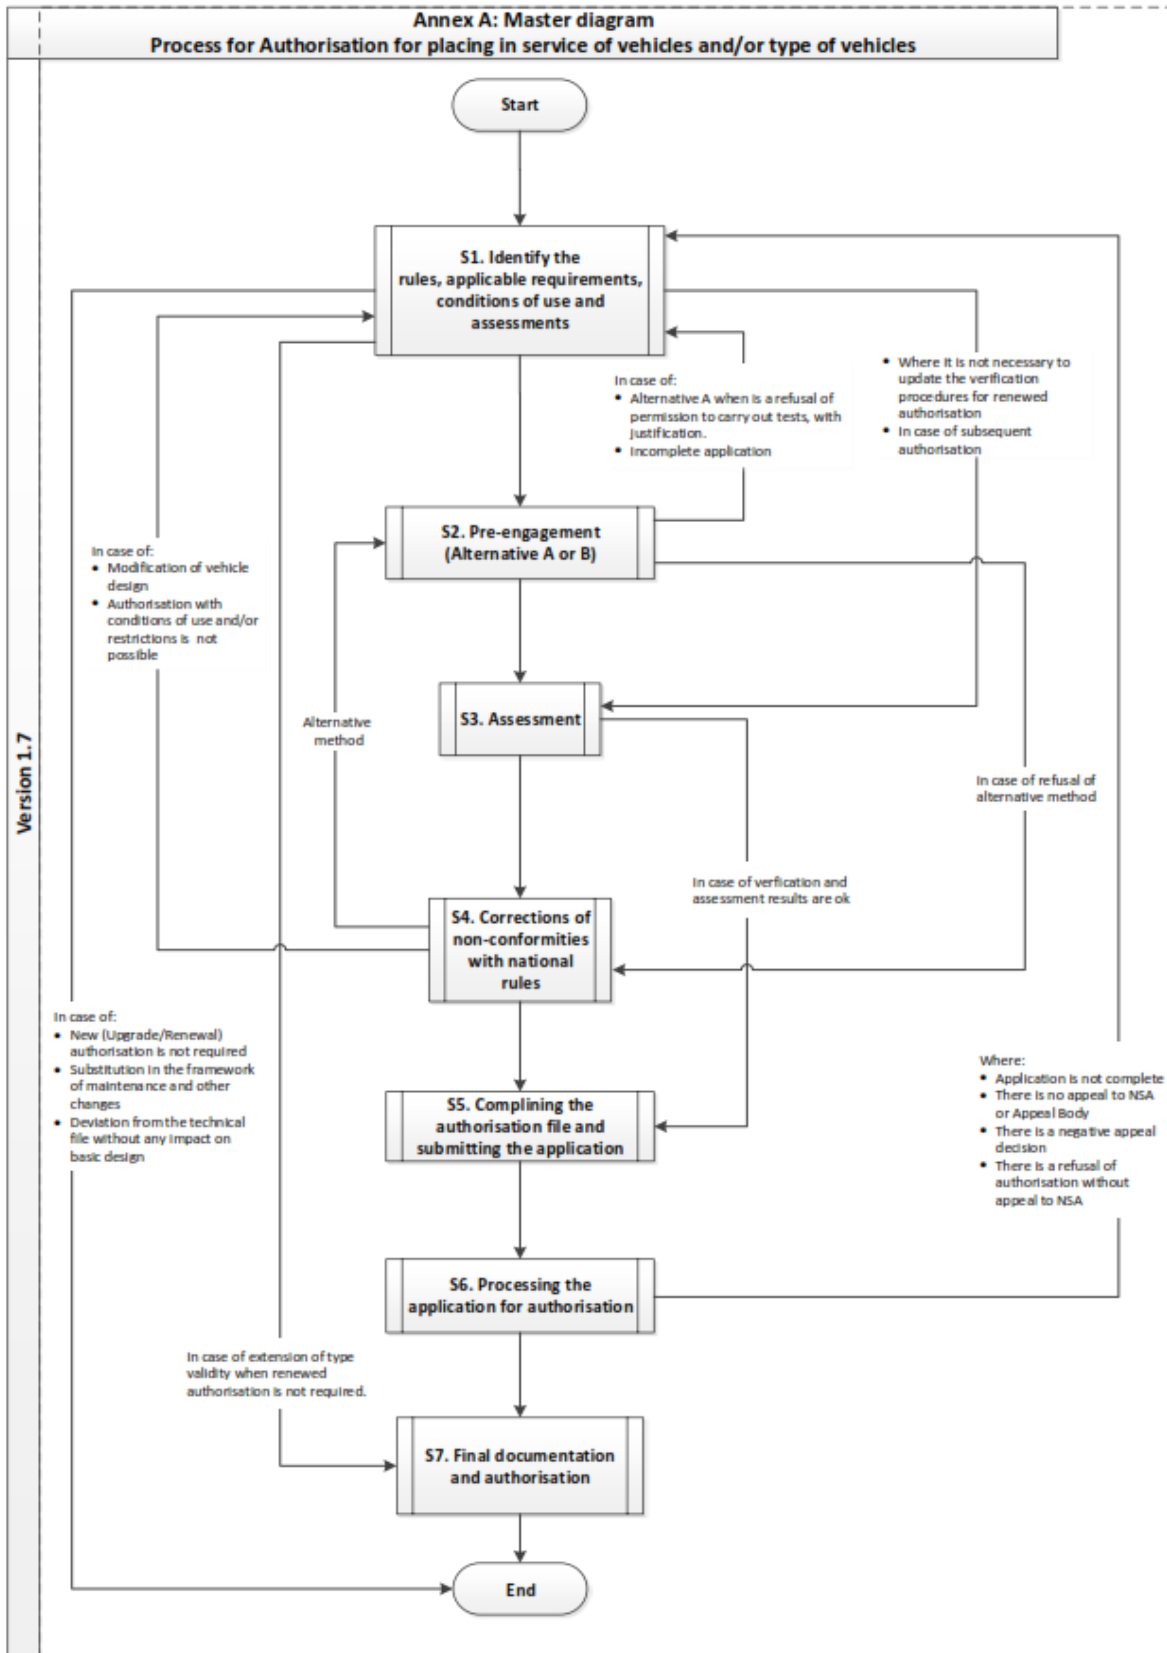 Annex A: Master diagram
Process for Authorisation for placing in service of vehicles and/or type of vehicles
Version 1.7
Start
S1. Identify the
rules, applicable requirements,
conditions of use and
assessments
In case of:
• Alternative A when is a refusal of
permission to carry out tests, with
justification.
• Incomplete application
• Where it is not necessary to
update the verification
procedures for renewed
authorisation
• In case of subsequent
authorisation
S2. Pre-engagement
(Alternative A or B)
In case of:
• Modification of vehicle
design
• Authorisation with
conditions of use and/or
restrictions is not
possible
S3. Assessment
Alternative
method
In case of refusal of
alternative method
In case of verfication and
assessment results are ok
S4. Corrections of
non-conformities
with national
rules
In case of:
• New (Upgrade/Renewal)
authorisation is not required
• Substitution in the framework
of maintenance and other
changes
• Deviation from the technical
file without any impact on
basic design
Where:
• Application is not complete
• There is no appeal to NSA
or Appeal Body
• There is a negative appeal
decision
• There is a refusal of
authorisation without
appeal to NSA
S5. Complining the
authorisation file and
submitting the application
S6. Processing the
application for authorisation
In case of extension of type
validity when renewed
authorisation is not required.
S7. Final documentation
and authorisation
End